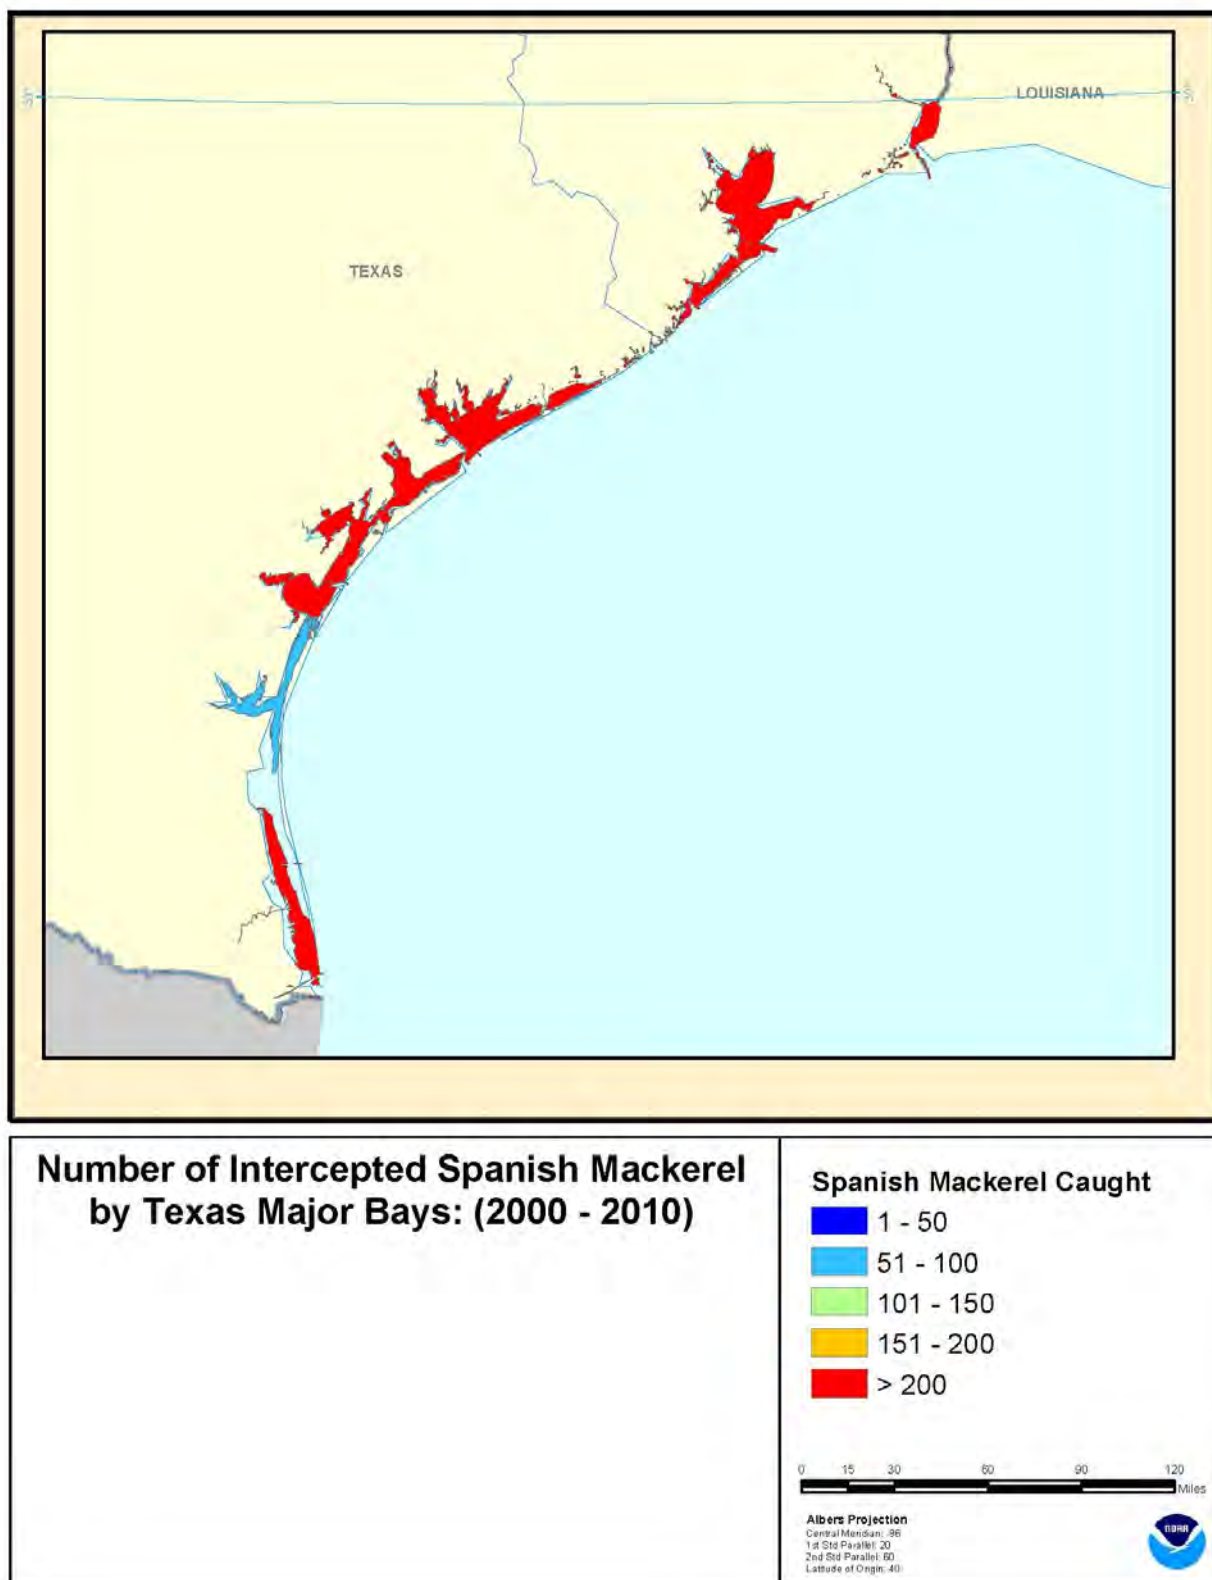 30°
LOUISIANA
30°
TEXAS
Number of Intercepted Spanish Mackerel
by Texas Major Bays: (2000 - 2010)
Spanish Mackerel Caught
1 - 50
51 - 100
101 - 150
151 - 200
> 200
0 15 30 60 90 120
Miles
Albers Projection
Central Meridian: -96
1st Std Parallel: 20
2nd Std Parallel: 60
Latitude of Origin: 40
NOAA